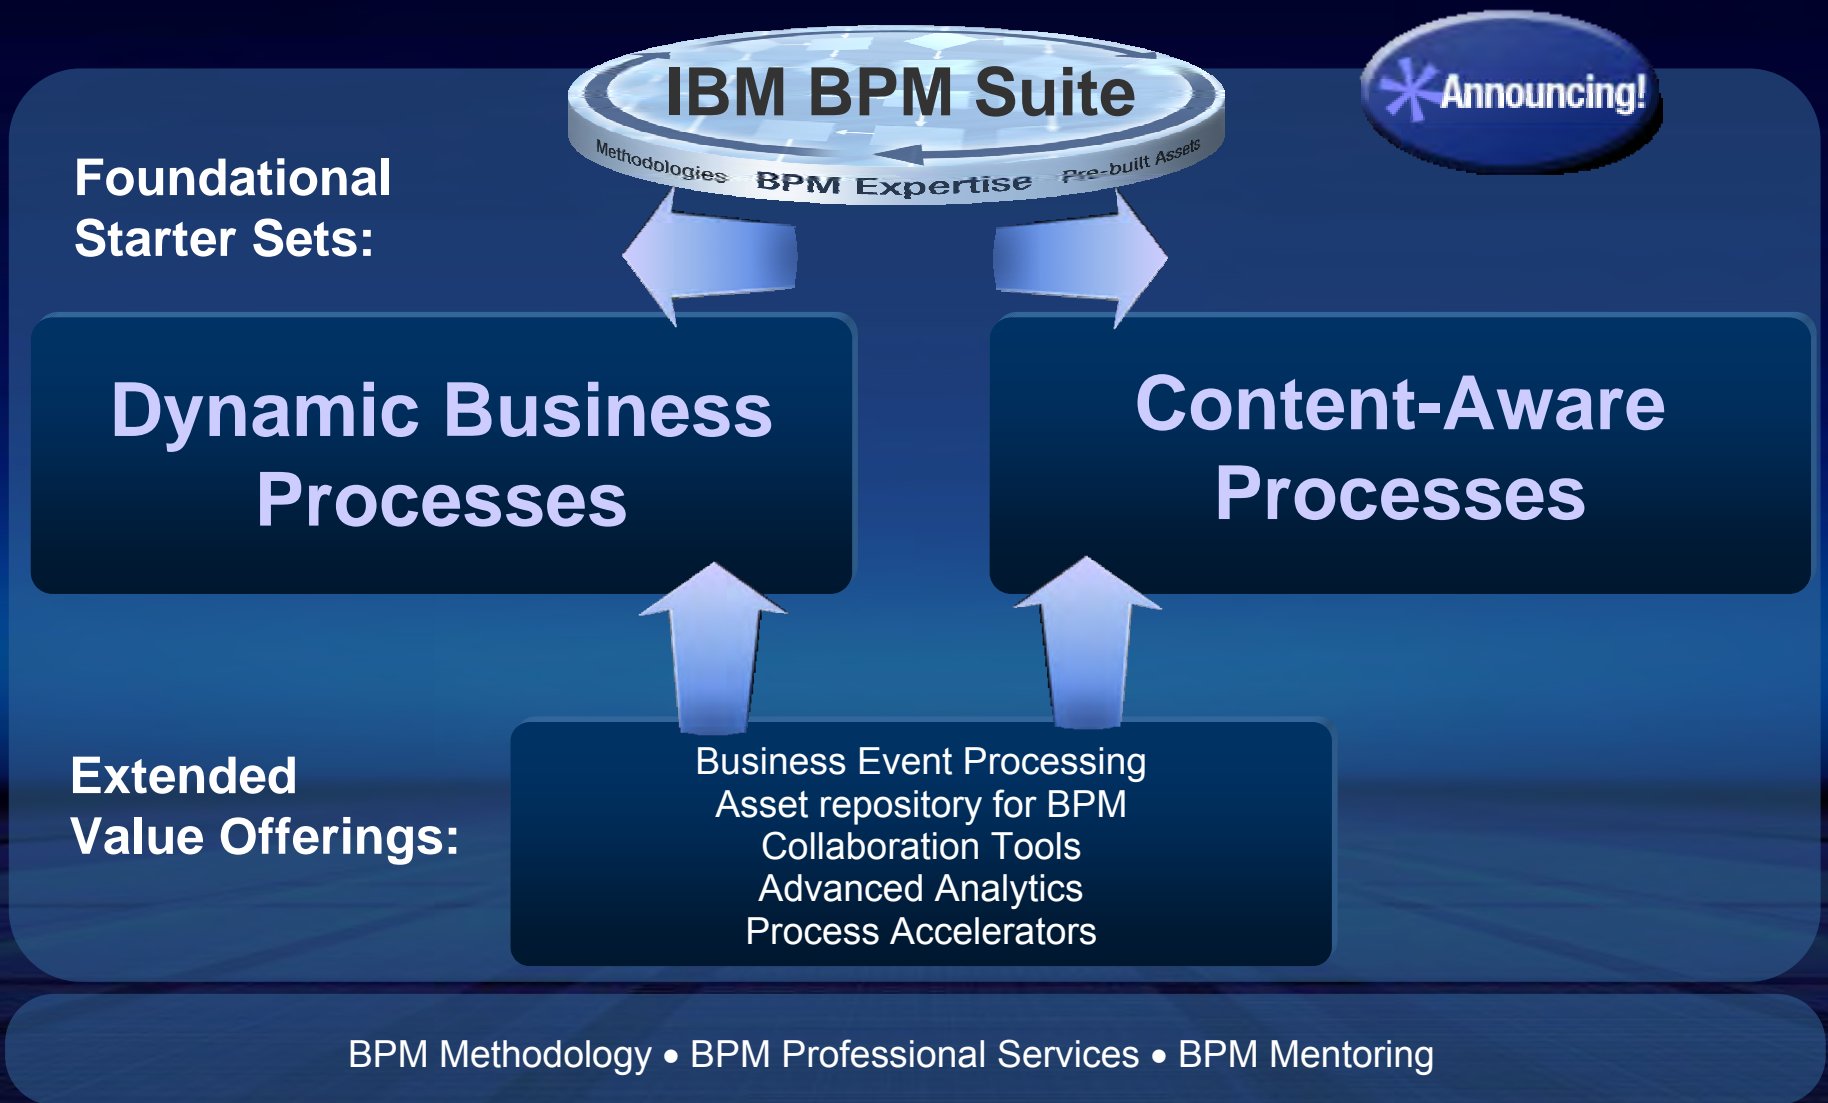 IBM BPM Suite
Methodologies BPM Expertise Pre-built Assets
*Announcing!
Foundational
Starter Sets:
Dynamic Business
Processes
Content-Aware
Processes
Extended
Value Offerings:
Business Event Processing
Asset repository for BPM
Collaboration Tools
Advanced Analytics
Process Accelerators
BPM Methodology • BPM Professional Services • BPM Mentoring